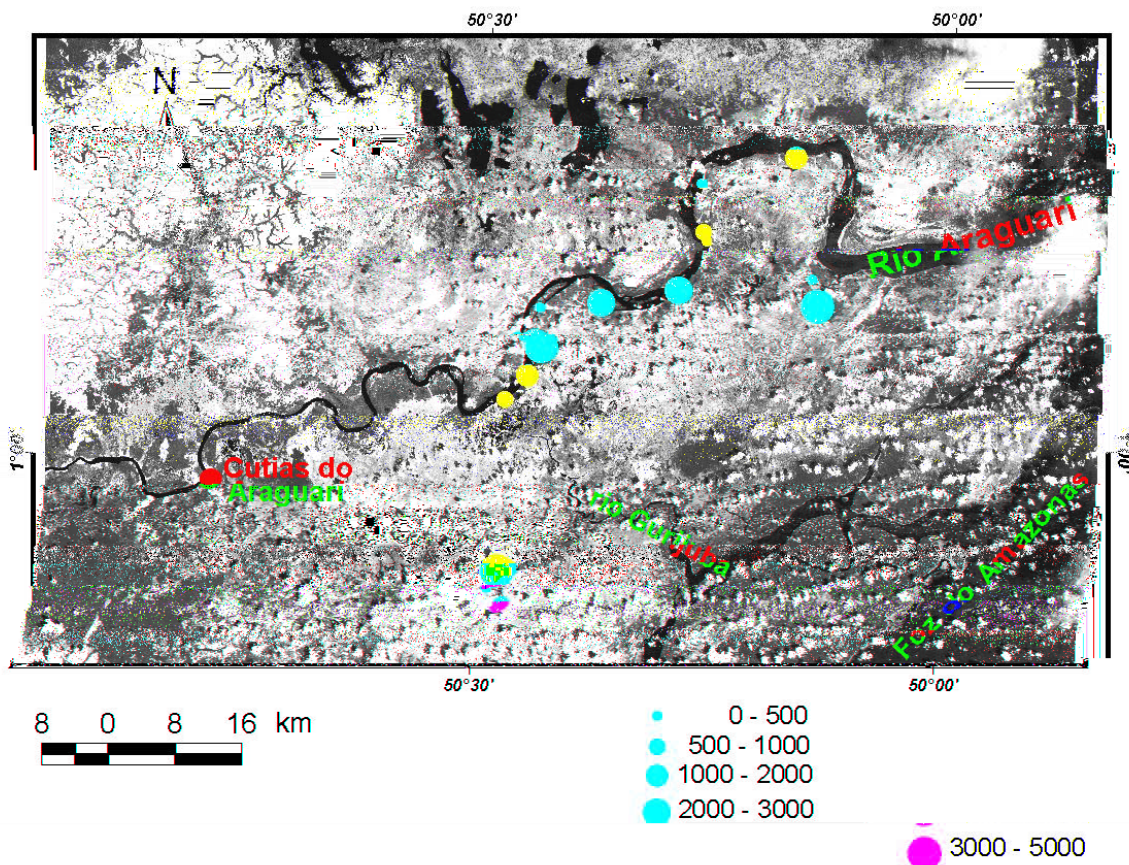 50°30'
50°00'
N
Rio Araguari
1°00'
Cutias do
Araguari
00'
rio Gurijuba
Foz do Amazonas
50°30'
50°00'
8 0 8 16 km
0 - 500
500 - 1000
1000 - 2000
2000 - 3000
3000 - 5000